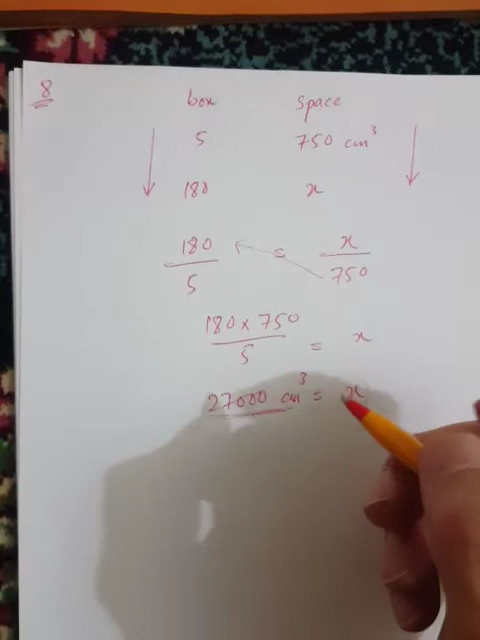 8
box space
5 750 cm³
180 x
180/5 = x/750
180 x 750/5 = x
27000 cm³ = x